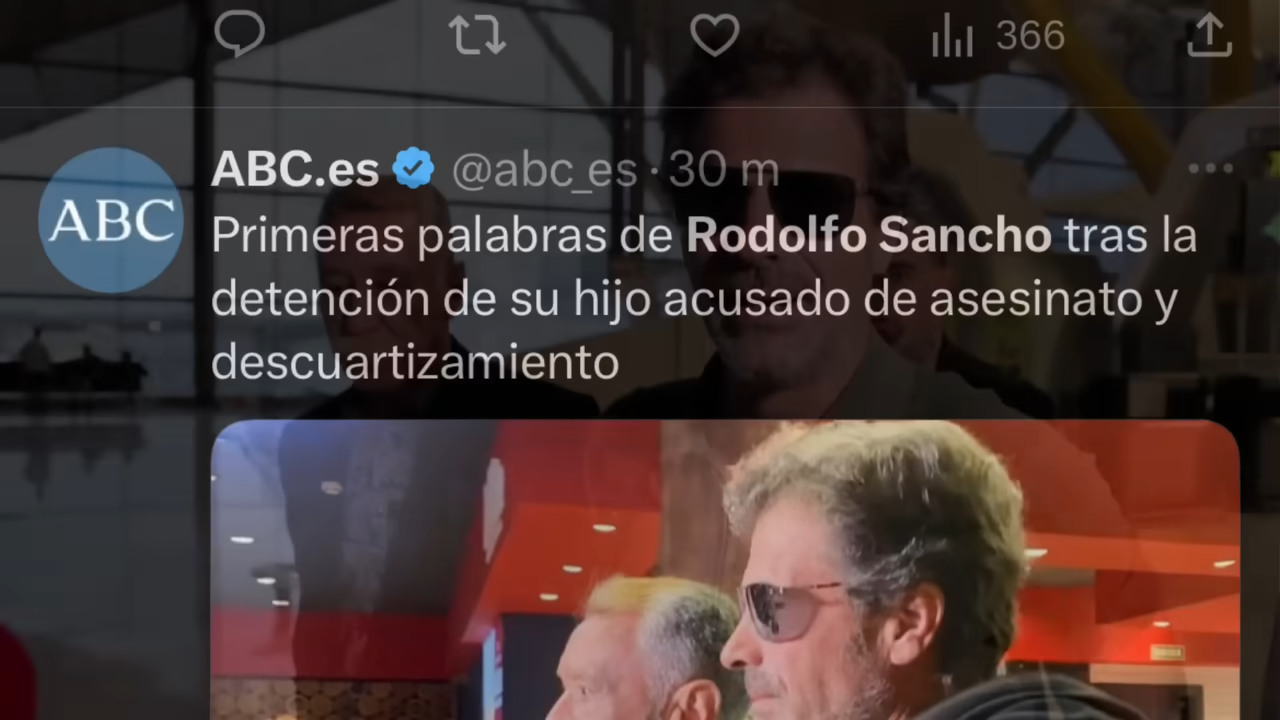 366
ABC.es @abc_es · 30 m
ABC
Primeras palabras de Rodolfo Sancho tras la
detención de su hijo acusado de asesinato y
descuartizamiento